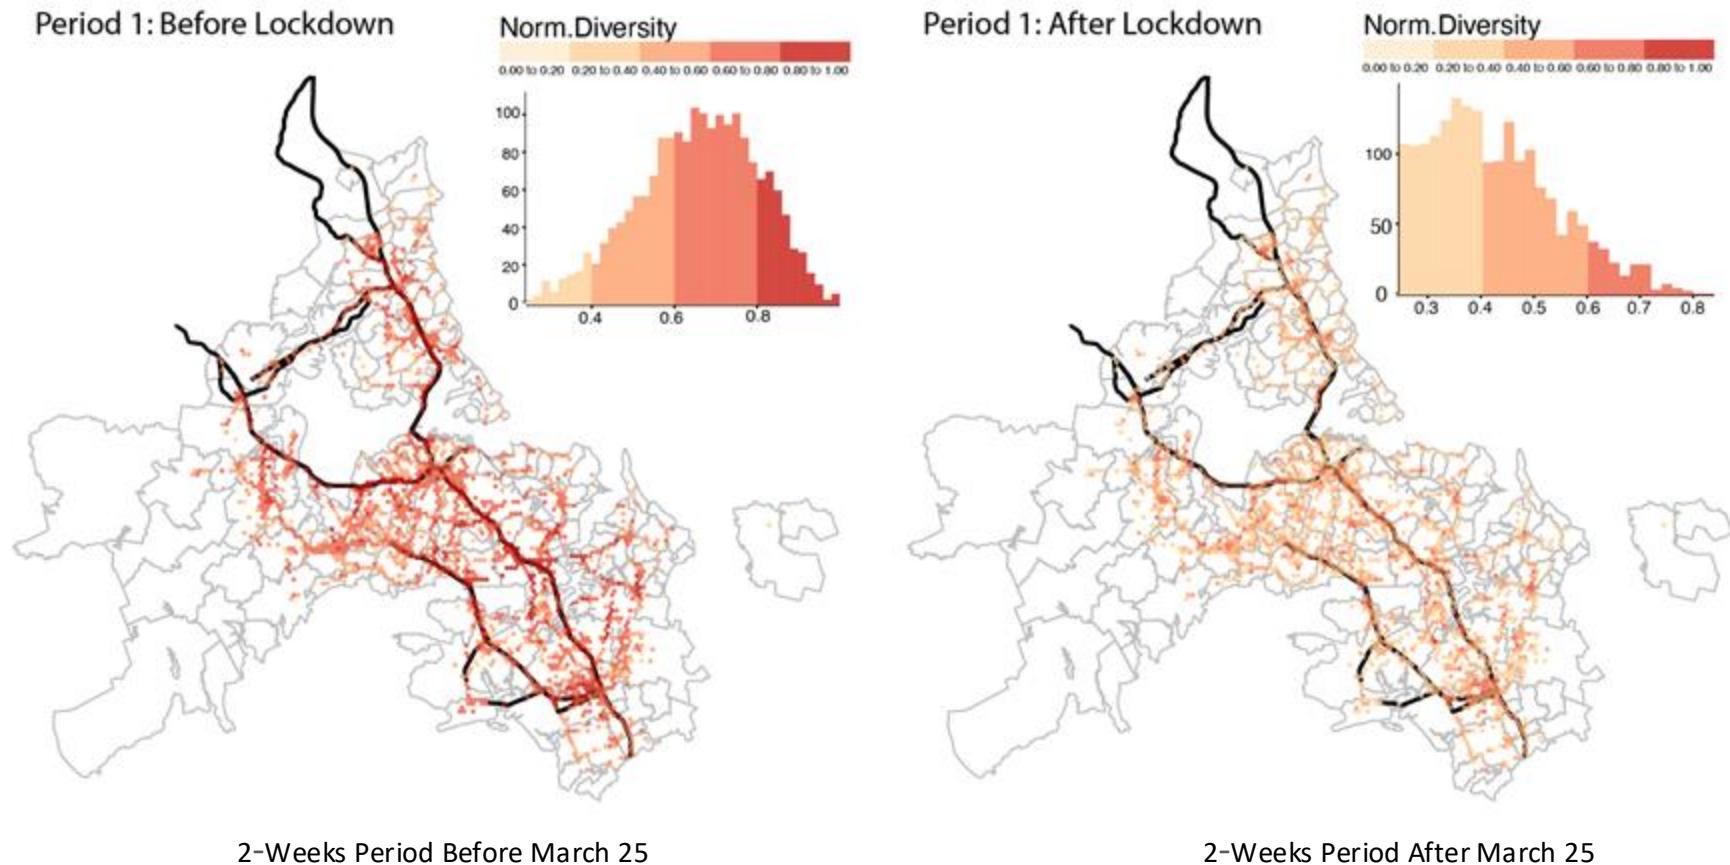 Period 1: Before Lockdown
Norm.Diversity
0.00 to 0.20 0.20 to 0.40 0.40 to 0.60 0.60 to 0.80 0.80 to 1.00
100
80
60
40
20
0
0.4 0.6 0.8
Period 1: After Lockdown
Norm.Diversity
0.00 to 0.20 0.20 to 0.40 0.40 to 0.60 0.60 to 0.80 0.80 to 1.00
100
50
0
0.3 0.4 0.5 0.6 0.7 0.8
2-Weeks Period Before March 25
2-Weeks Period After March 25